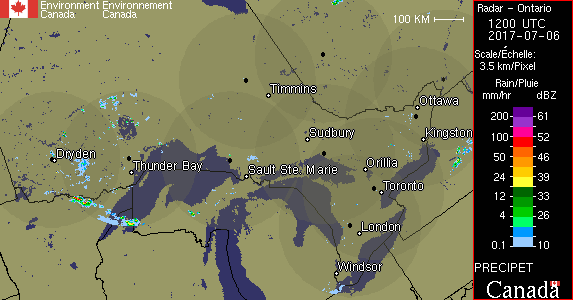 Environment Environnement
Canada Canada
100 KM
Timmins
Ottawa
Sudbury
Kingston
Dryden
Thunder Bay
Sault Ste. Marie
Orillia
Toronto
London
Windsor
Radar - Ontario
1200 UTC
2017-07-06
Scale/Échelle:
3.5 km/Pixel
Rain/Pluie
mm/hr dBZ
200 61
100 52
50 46
24 39
12 33
4 26
0.1 10
PRECIPET
Canada